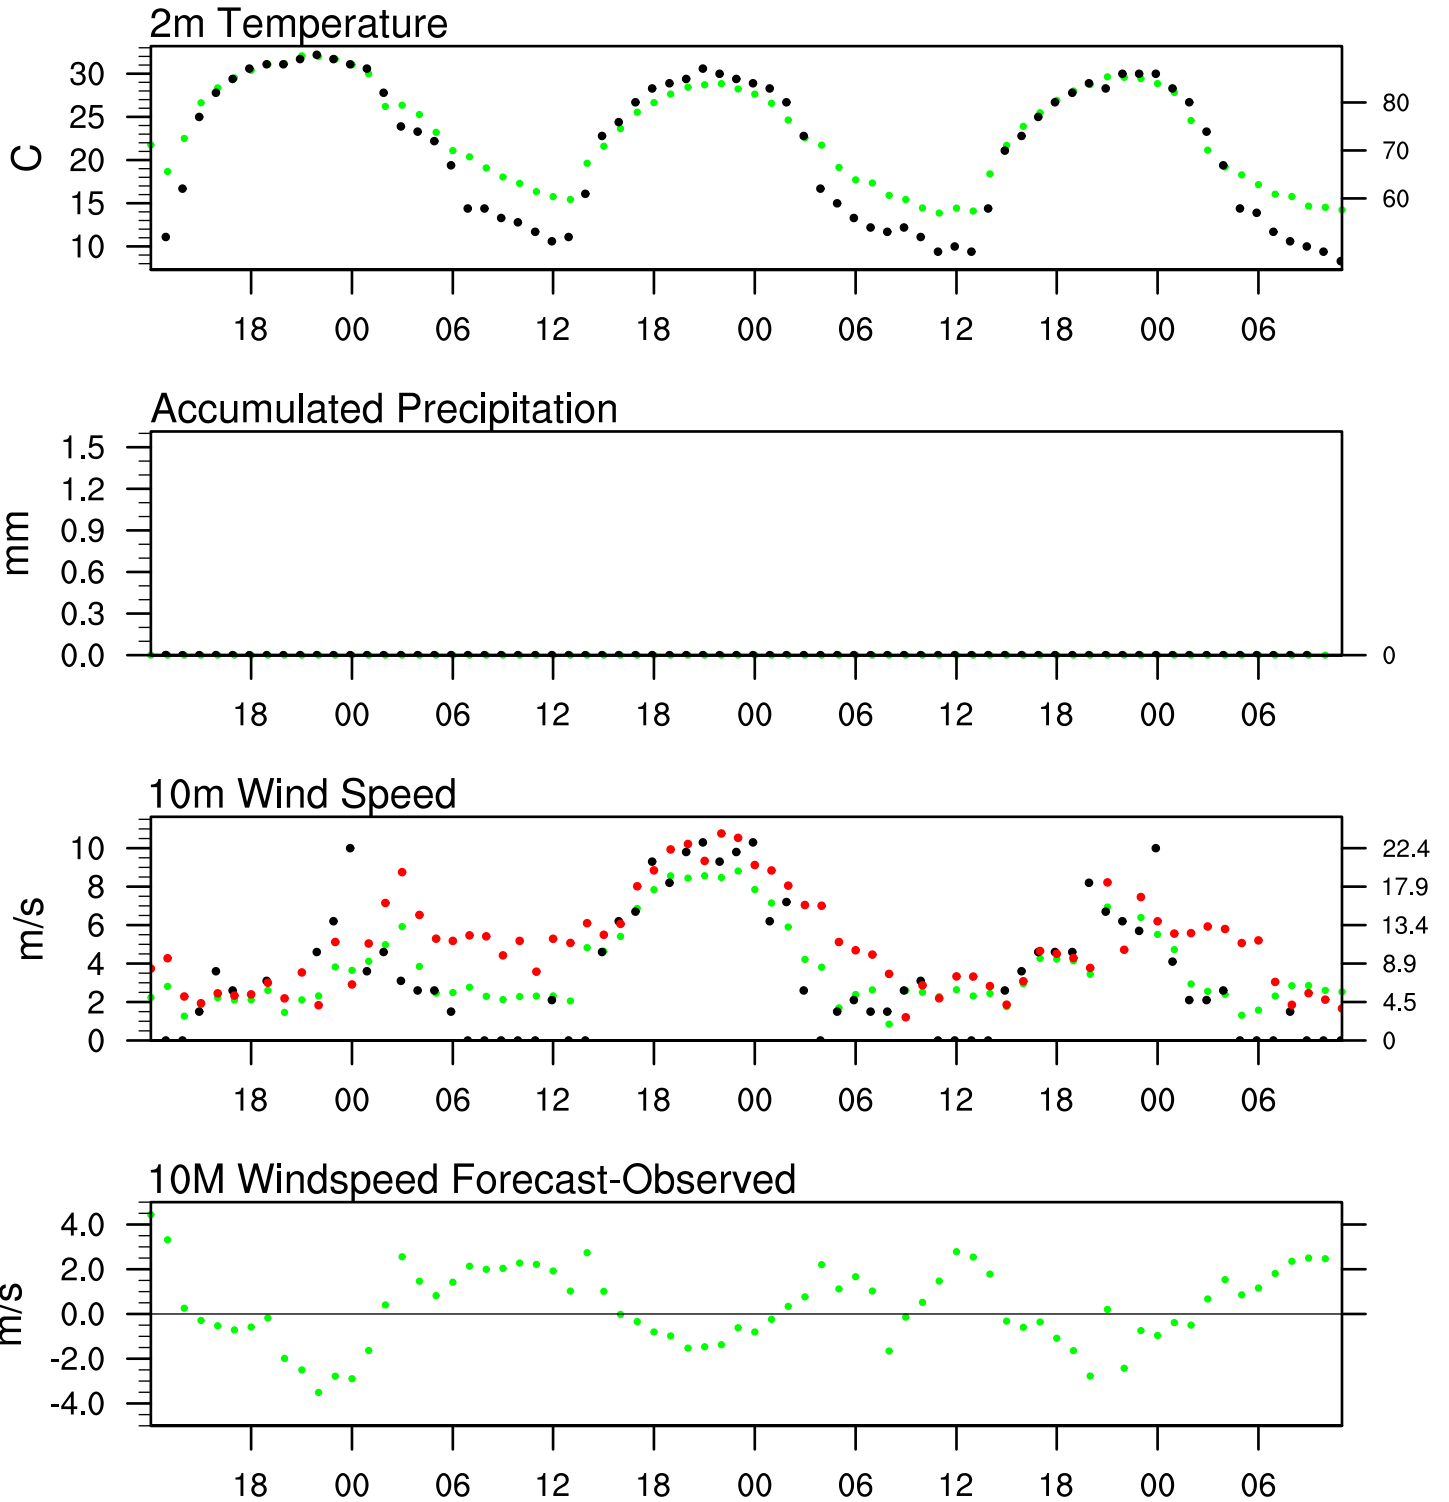 2m Temperature
30
25
20
15
10
C
80
70
60
18 00 06 12 18 00 06 12 18 00 06
Accumulated Precipitation
1.5
1.2
0.9
0.6
0.3
0.0
mm
0
18 00 06 12 18 00 06 12 18 00 06
10m Wind Speed
10
8
6
4
2
0
m/s
22.4
17.9
13.4
8.9
4.5
0
18 00 06 12 18 00 06 12 18 00 06
10M Windspeed Forecast-Observed
4.0
2.0
0.0
-2.0
-4.0
m/s
18 00 06 12 18 00 06 12 18 00 06